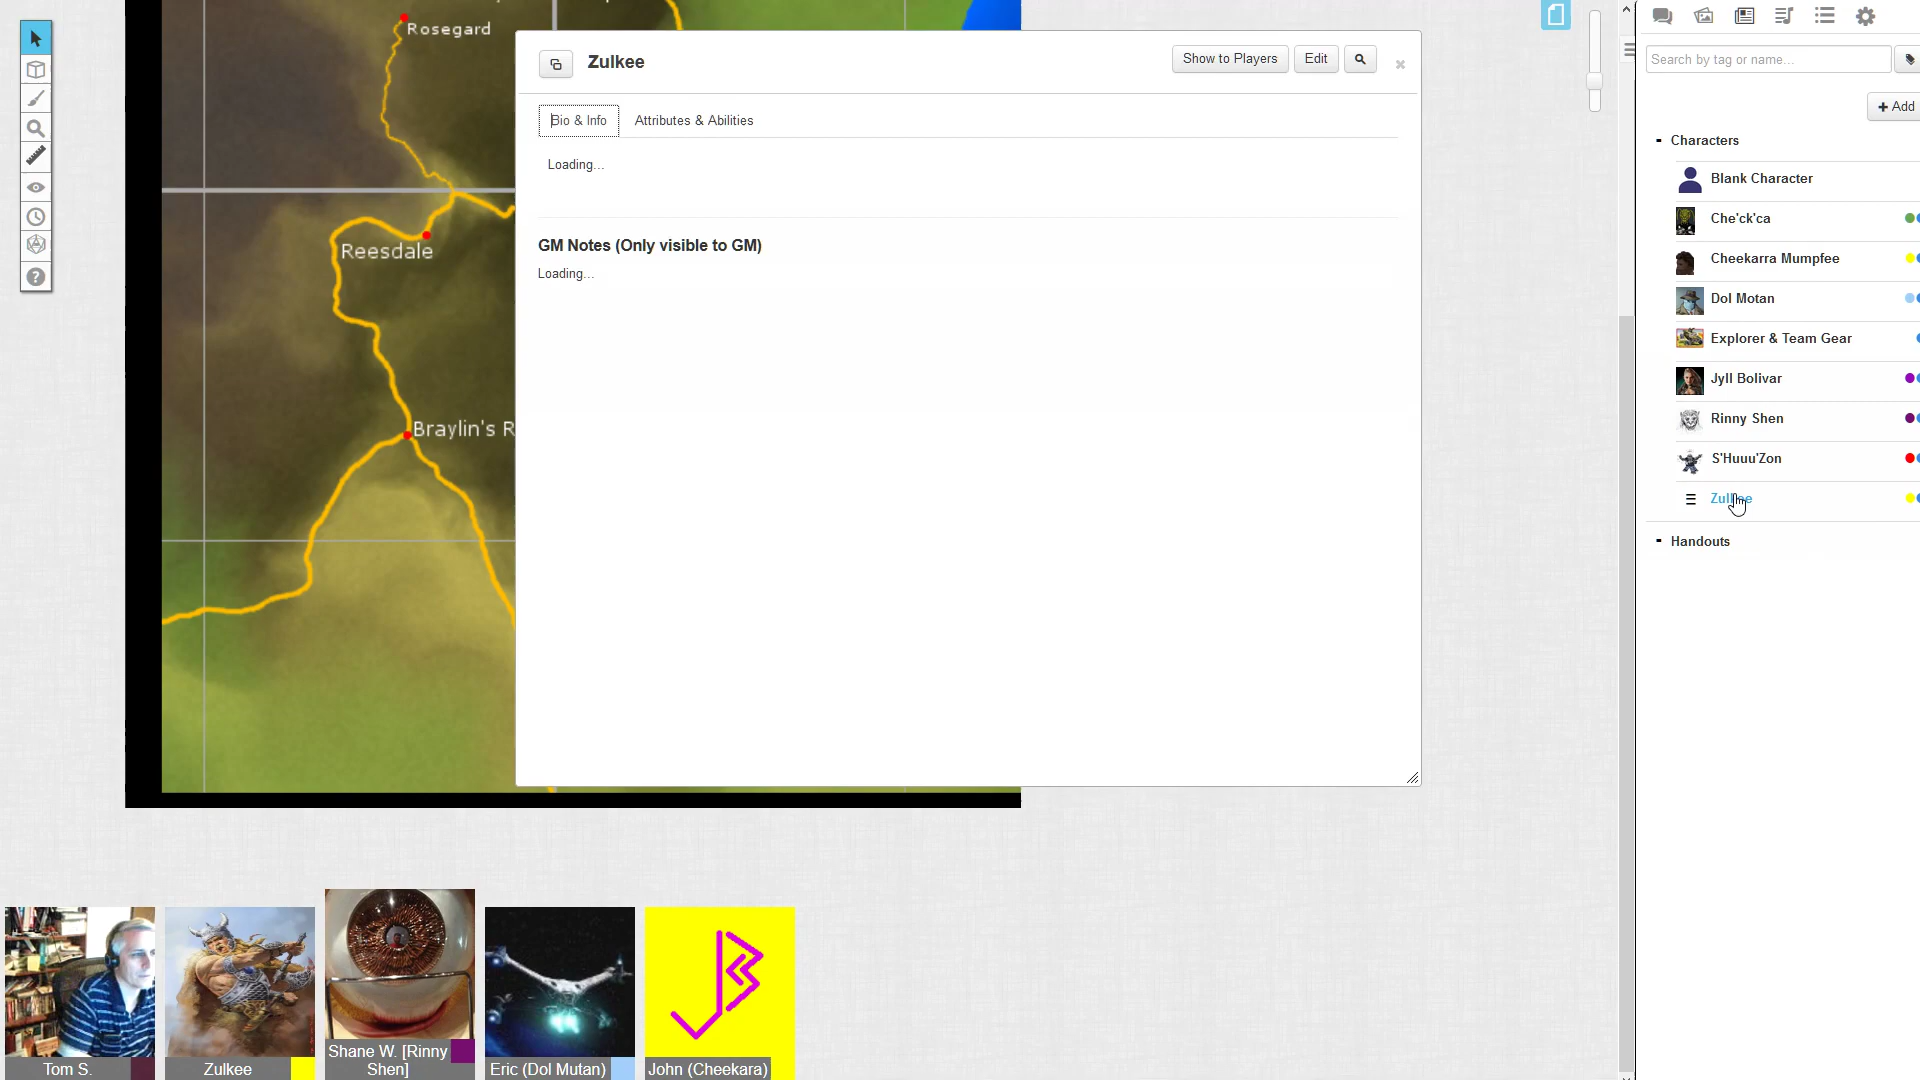 Rosegard
Reesdale
Braylin's R
Zulkee
Show to Players
Edit
Bio & Info
Attributes & Abilities
Loading...
GM Notes (Only visible to GM)
Loading...
Search by tag or name...
+ Add
Characters
Blank Character
Che'ck'ca
Cheekarra Mumpfee
Dol Motan
Explorer & Team Gear
Jyll Bolivar
Rinny Shen
S'Huuu'Zon
Zulkee
Handouts
Tom S.
Zulkee
Shane W. [Rinny
Shen]
Eric (Dol Mutan)
John (Cheekara)